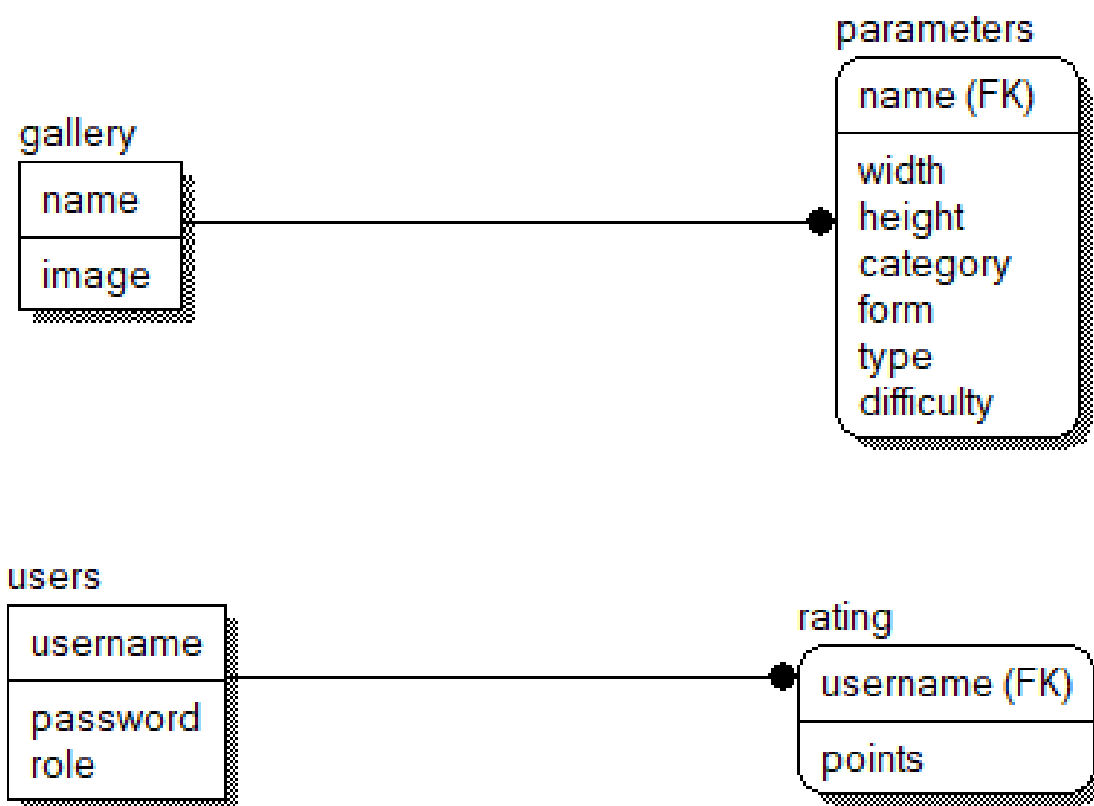 parameters
name (FK)
width
height
category
form
type
difficulty
gallery
name
image
users
username
password
role
rating
username (FK)
points